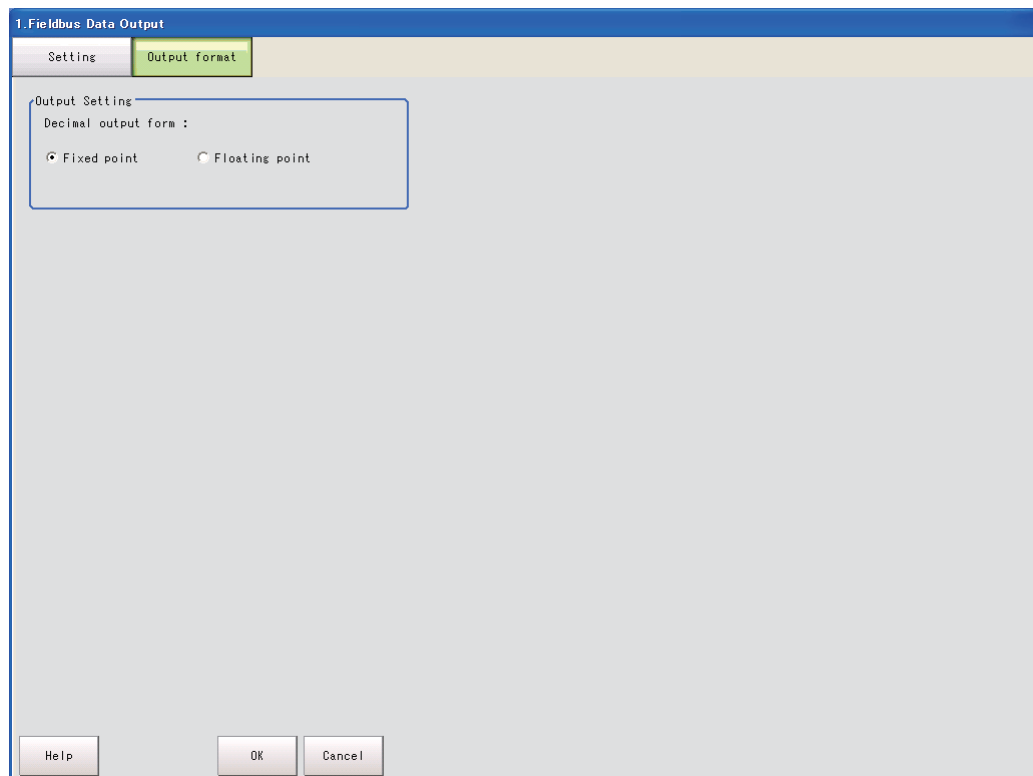 1.Fieldbus Data Output
Setting Output format
Output Setting
Decimal output form :
Fixed point Floating point
Help OK Cancel